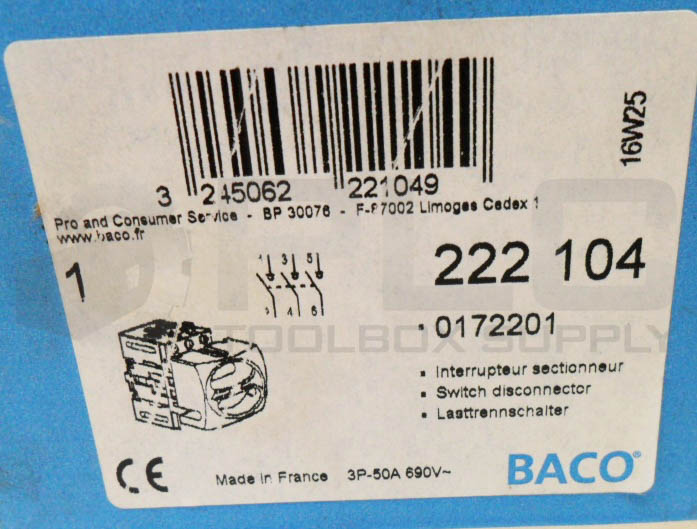 16W25
3 245062 221049
Pro and Consumer Service - BP 30076 - F-87002 Limoges Cedex 1
www.baco.fr
1
1 3 5
2 4 6
222 104
• 0172201
TOOLBOX SUPPLY
• Interrupteur sectionneur
• Switch disconnector
• Lasttrennschalter
CE
Made in France 3P-50A 690V~
BACO®